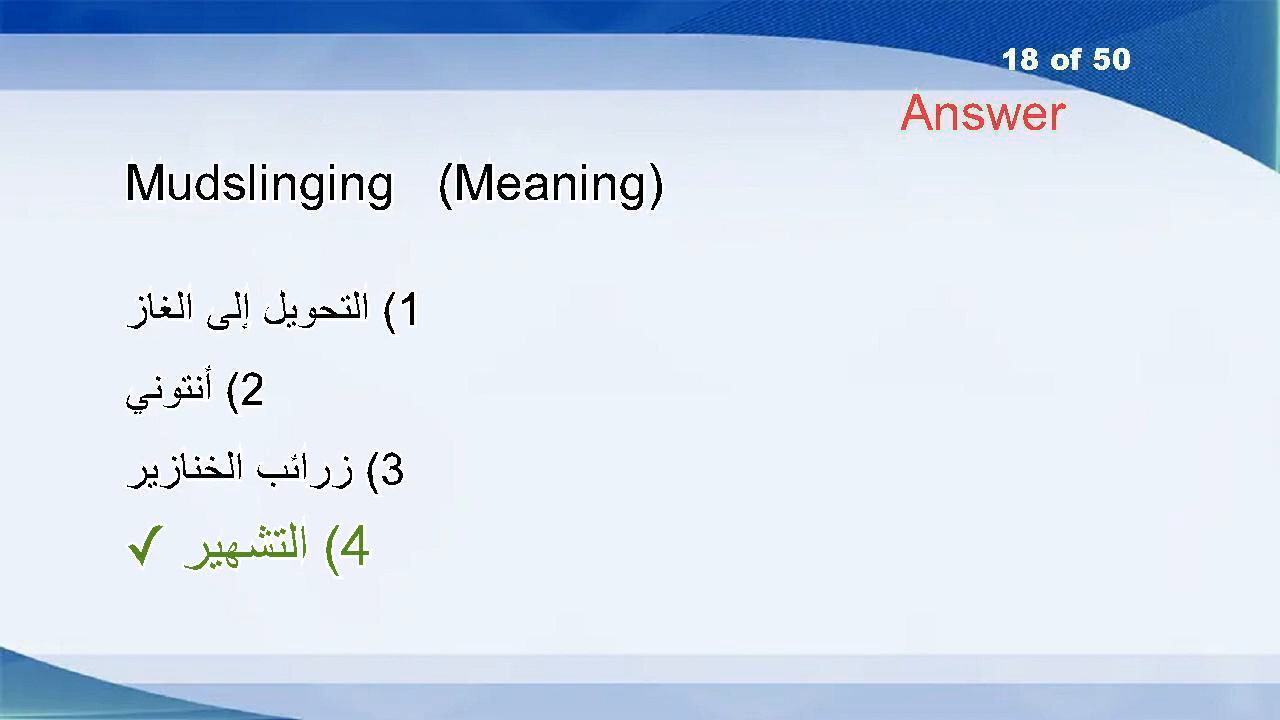 18 of 50
Answer
Mudslinging (Meaning)
1) التحويل إلى الغاز
2) أنتوني
3) زرائب الخنازير
4) التشهير ✓